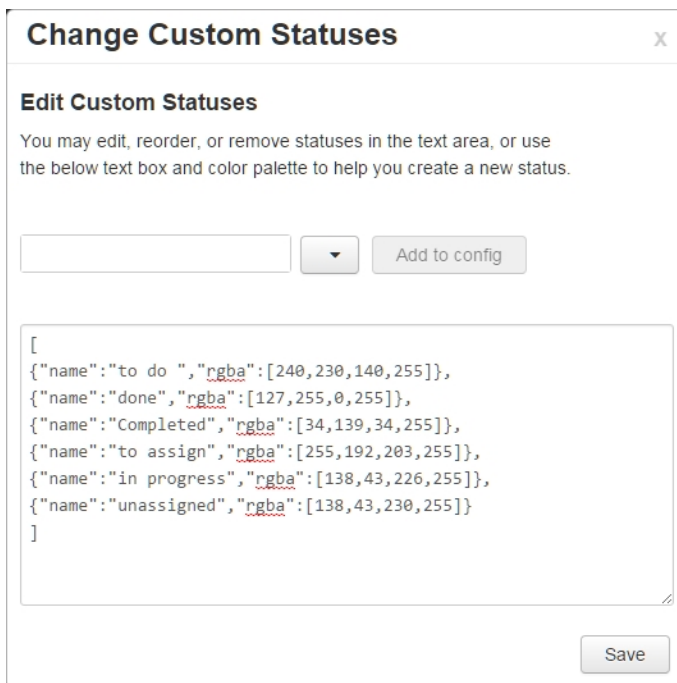 Change Custom Statuses
x
Edit Custom Statuses
You may edit, reorder, or remove statuses in the text area, or use
the below text box and color palette to help you create a new status.
Add to config
[
{"name":"to do ","rgba":[240,230,140,255]},
{"name":"done","rgba":[127,255,0,255]},
{"name":"Completed","rgba":[34,139,34,255]},
{"name":"to assign","rgba":[255,192,203,255]},
{"name":"in progress","rgba":[138,43,226,255]},
{"name":"unassigned","rgba":[138,43,230,255]}
]
Save